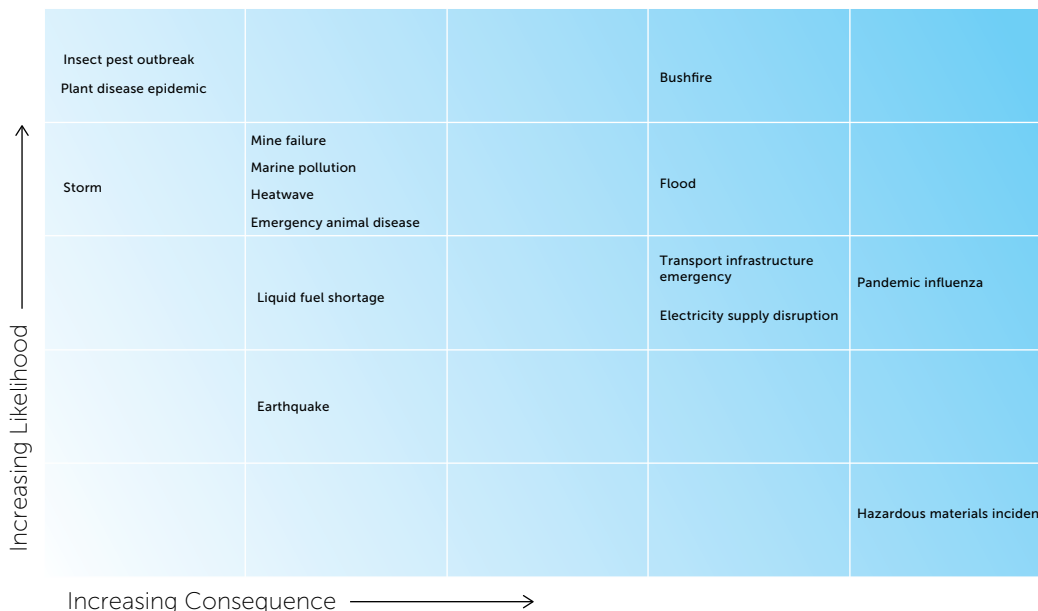 Insect pest outbreak
Plant disease epidemic
Bushfire
Storm
Mine failure
Marine pollution
Heatwave
Emergency animal disease
Flood
Liquid fuel shortage
Transport infrastructure
emergency
Electricity supply disruption
Pandemic influenza
Earthquake
Hazardous materials inciden
Increasing Likelihood
Increasing Consequence